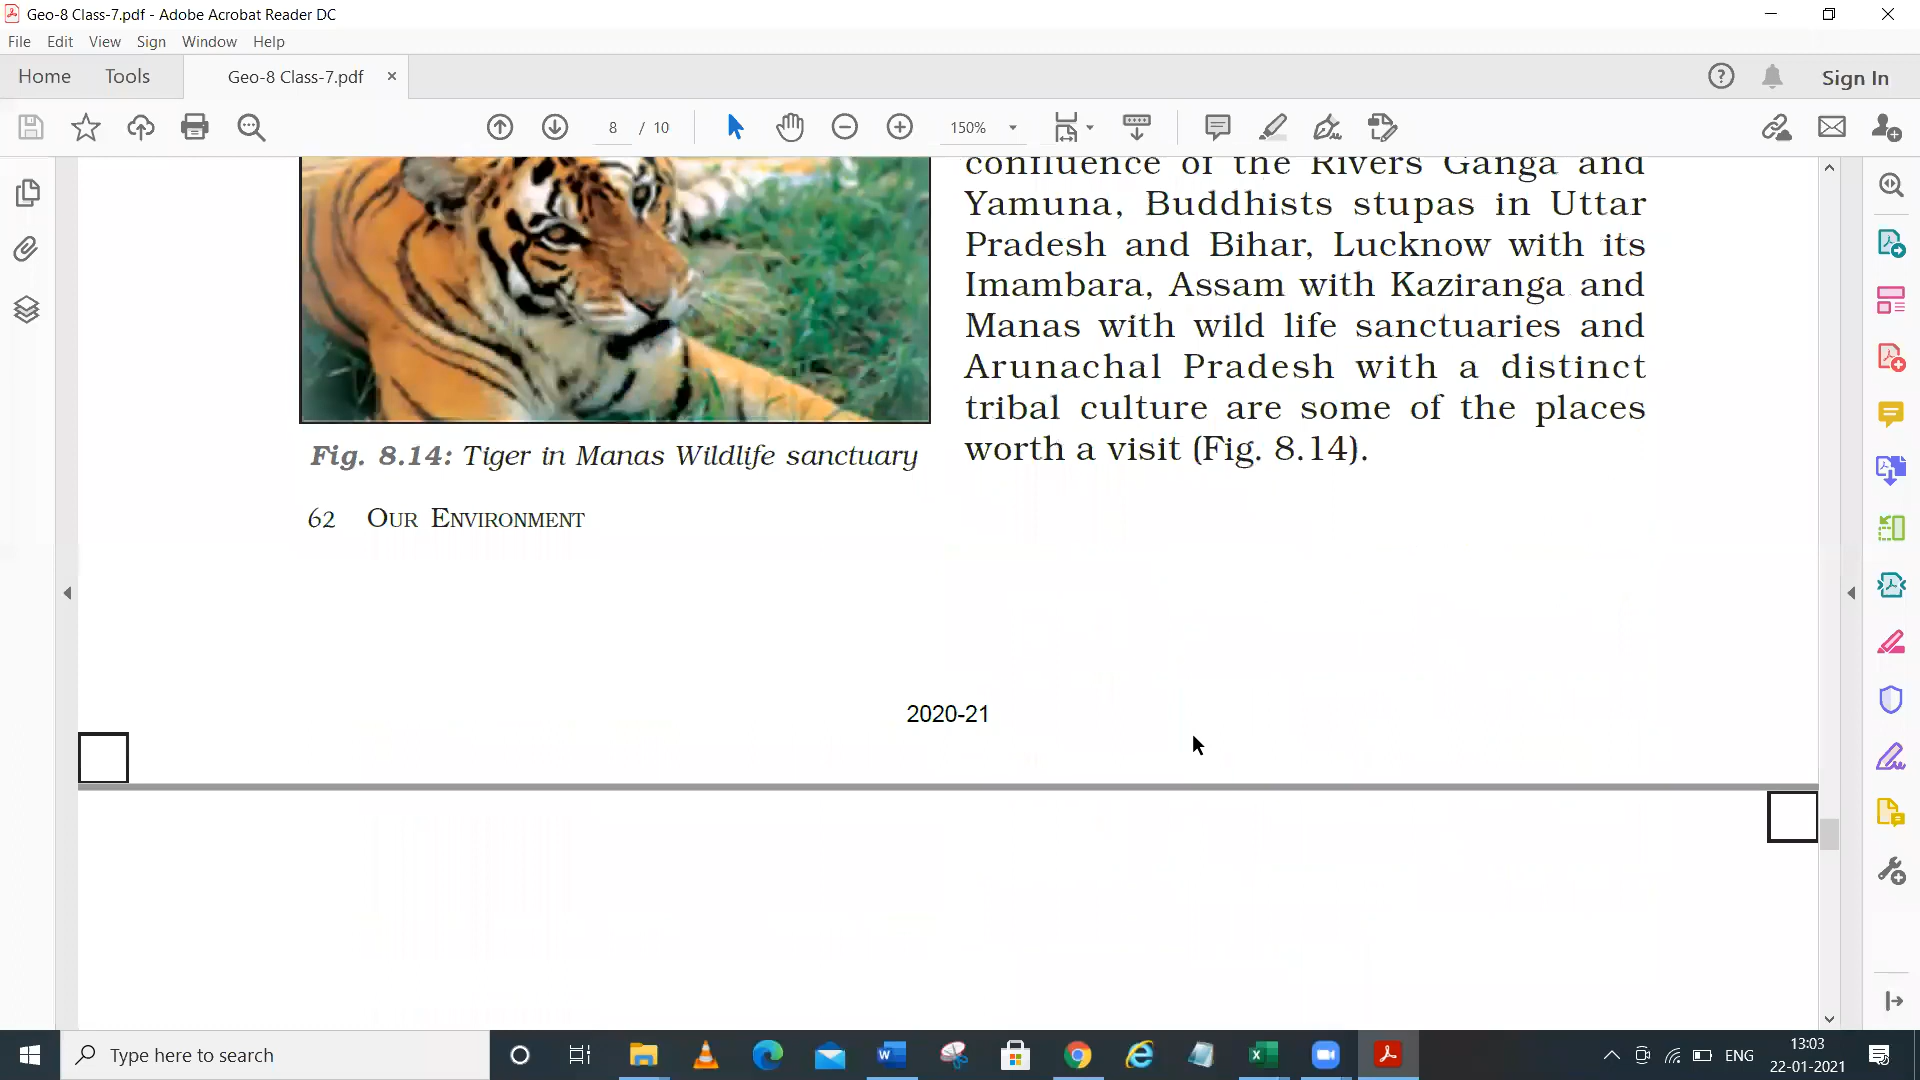 Geo-8 Class-7.pdf - Adobe Acrobat Reader DC
File Edit View Sign Window Help
Home Tools Geo-8 Class-7.pdf × Sign In
8 / 10 150%
confluence of the Rivers Ganga and
Yamuna, Buddhists stupas in Uttar
Pradesh and Bihar, Lucknow with its
Imambara, Assam with Kaziranga and
Manas with wild life sanctuaries and
Arunachal Pradesh with a distinct
tribal culture are some of the places
worth a visit (Fig. 8.14).
Fig. 8.14: Tiger in Manas Wildlife sanctuary
62 OUR ENVIRONMENT
2020-21
Type here to search
ENG
13:03
22-01-2021